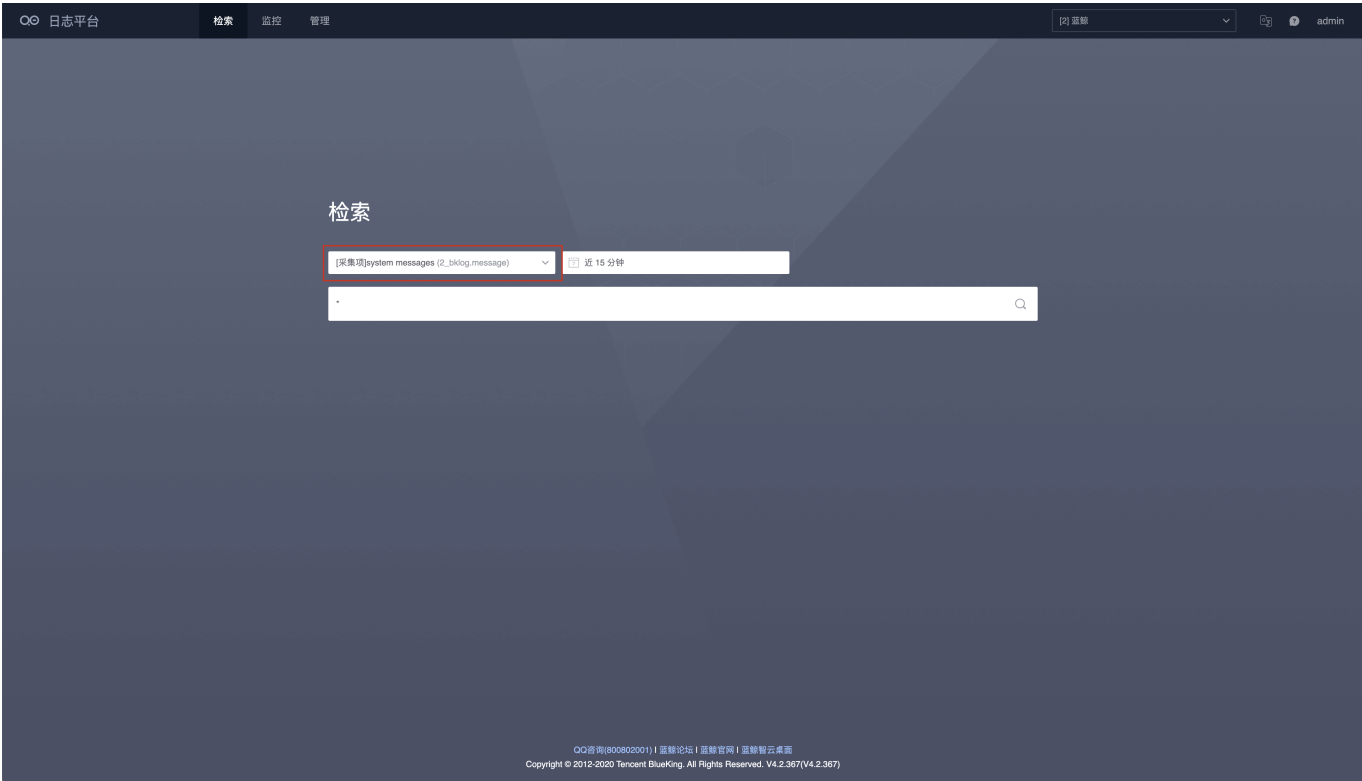 日志平台 检索 监控 管理 [2] 蓝鲸 admin
检索
[采集项]system messages (2_bklog.message) 近 15 分钟
*
QQ咨询(800802001) | 蓝鲸论坛 | 蓝鲸官网 | 蓝鲸智云桌面
Copyright © 2012-2020 Tencent BlueKing. All Rights Reserved. V4.2.367(V4.2.367)